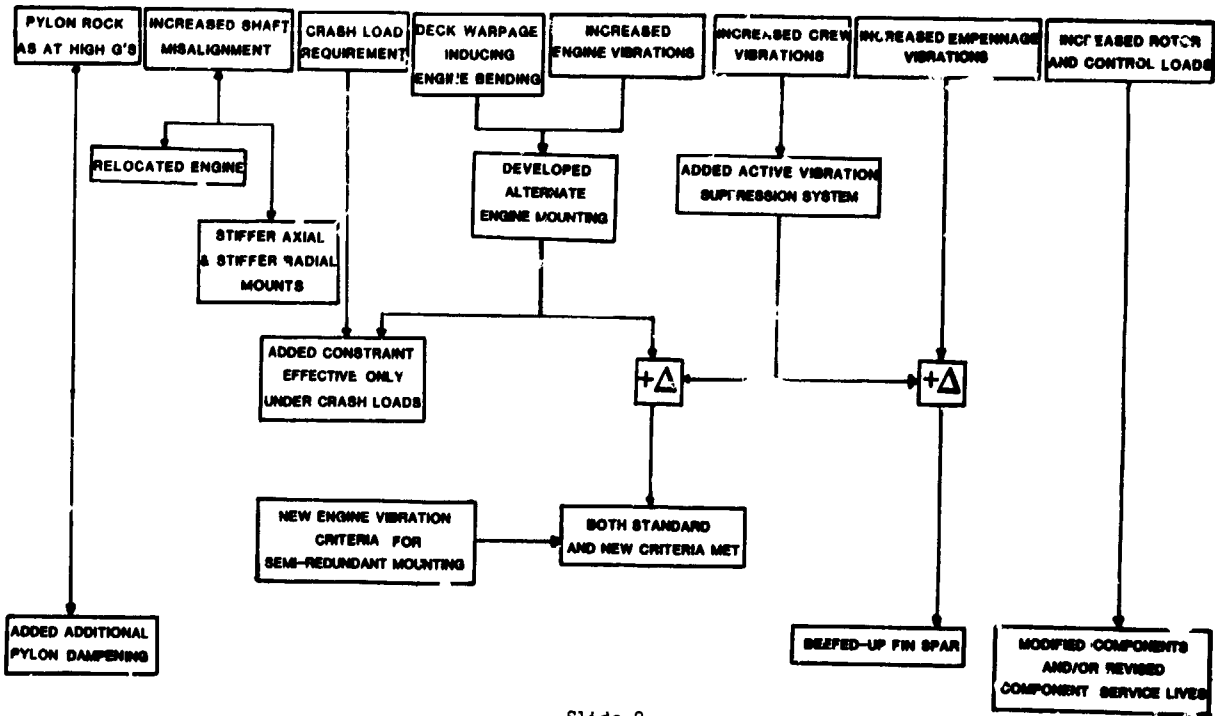 PYLON ROCK
AS AT HIGH G'S
INCREASED SHAFT
MISALIGNMENT
CRASH LOAD
REQUIREMENT
DECK WARPAGE
INDUCING
ENGINE BENDING
INCREASED
ENGINE VIBRATIONS
INCREASED CREW
VIBRATIONS
INCREASED EMPENNAGE
VIBRATIONS
INCREASED ROTOR
AND CONTROL LOADS
RELOCATED ENGINE
STIFFER AXIAL
& STIFFER RADIAL
MOUNTS
DEVELOPED
ALTERNATE
ENGINE MOUNTING
ADDED ACTIVE VIBRATION
SUPPRESSION SYSTEM
ADDED CONSTRAINT
EFFECTIVE ONLY
UNDER CRASH LOADS
+Δ
+Δ
NEW ENGINE VIBRATION
CRITERIA FOR
SEMI-REDUNDANT MOUNTING
BOTH STANDARD
AND NEW CRITERIA MET
ADDED ADDITIONAL
PYLON DAMPENING
BEEFED-UP FIN SPAR
MODIFIED COMPONENTS
AND/OR REVISED
COMPONENT SERVICE LIVES
Slide